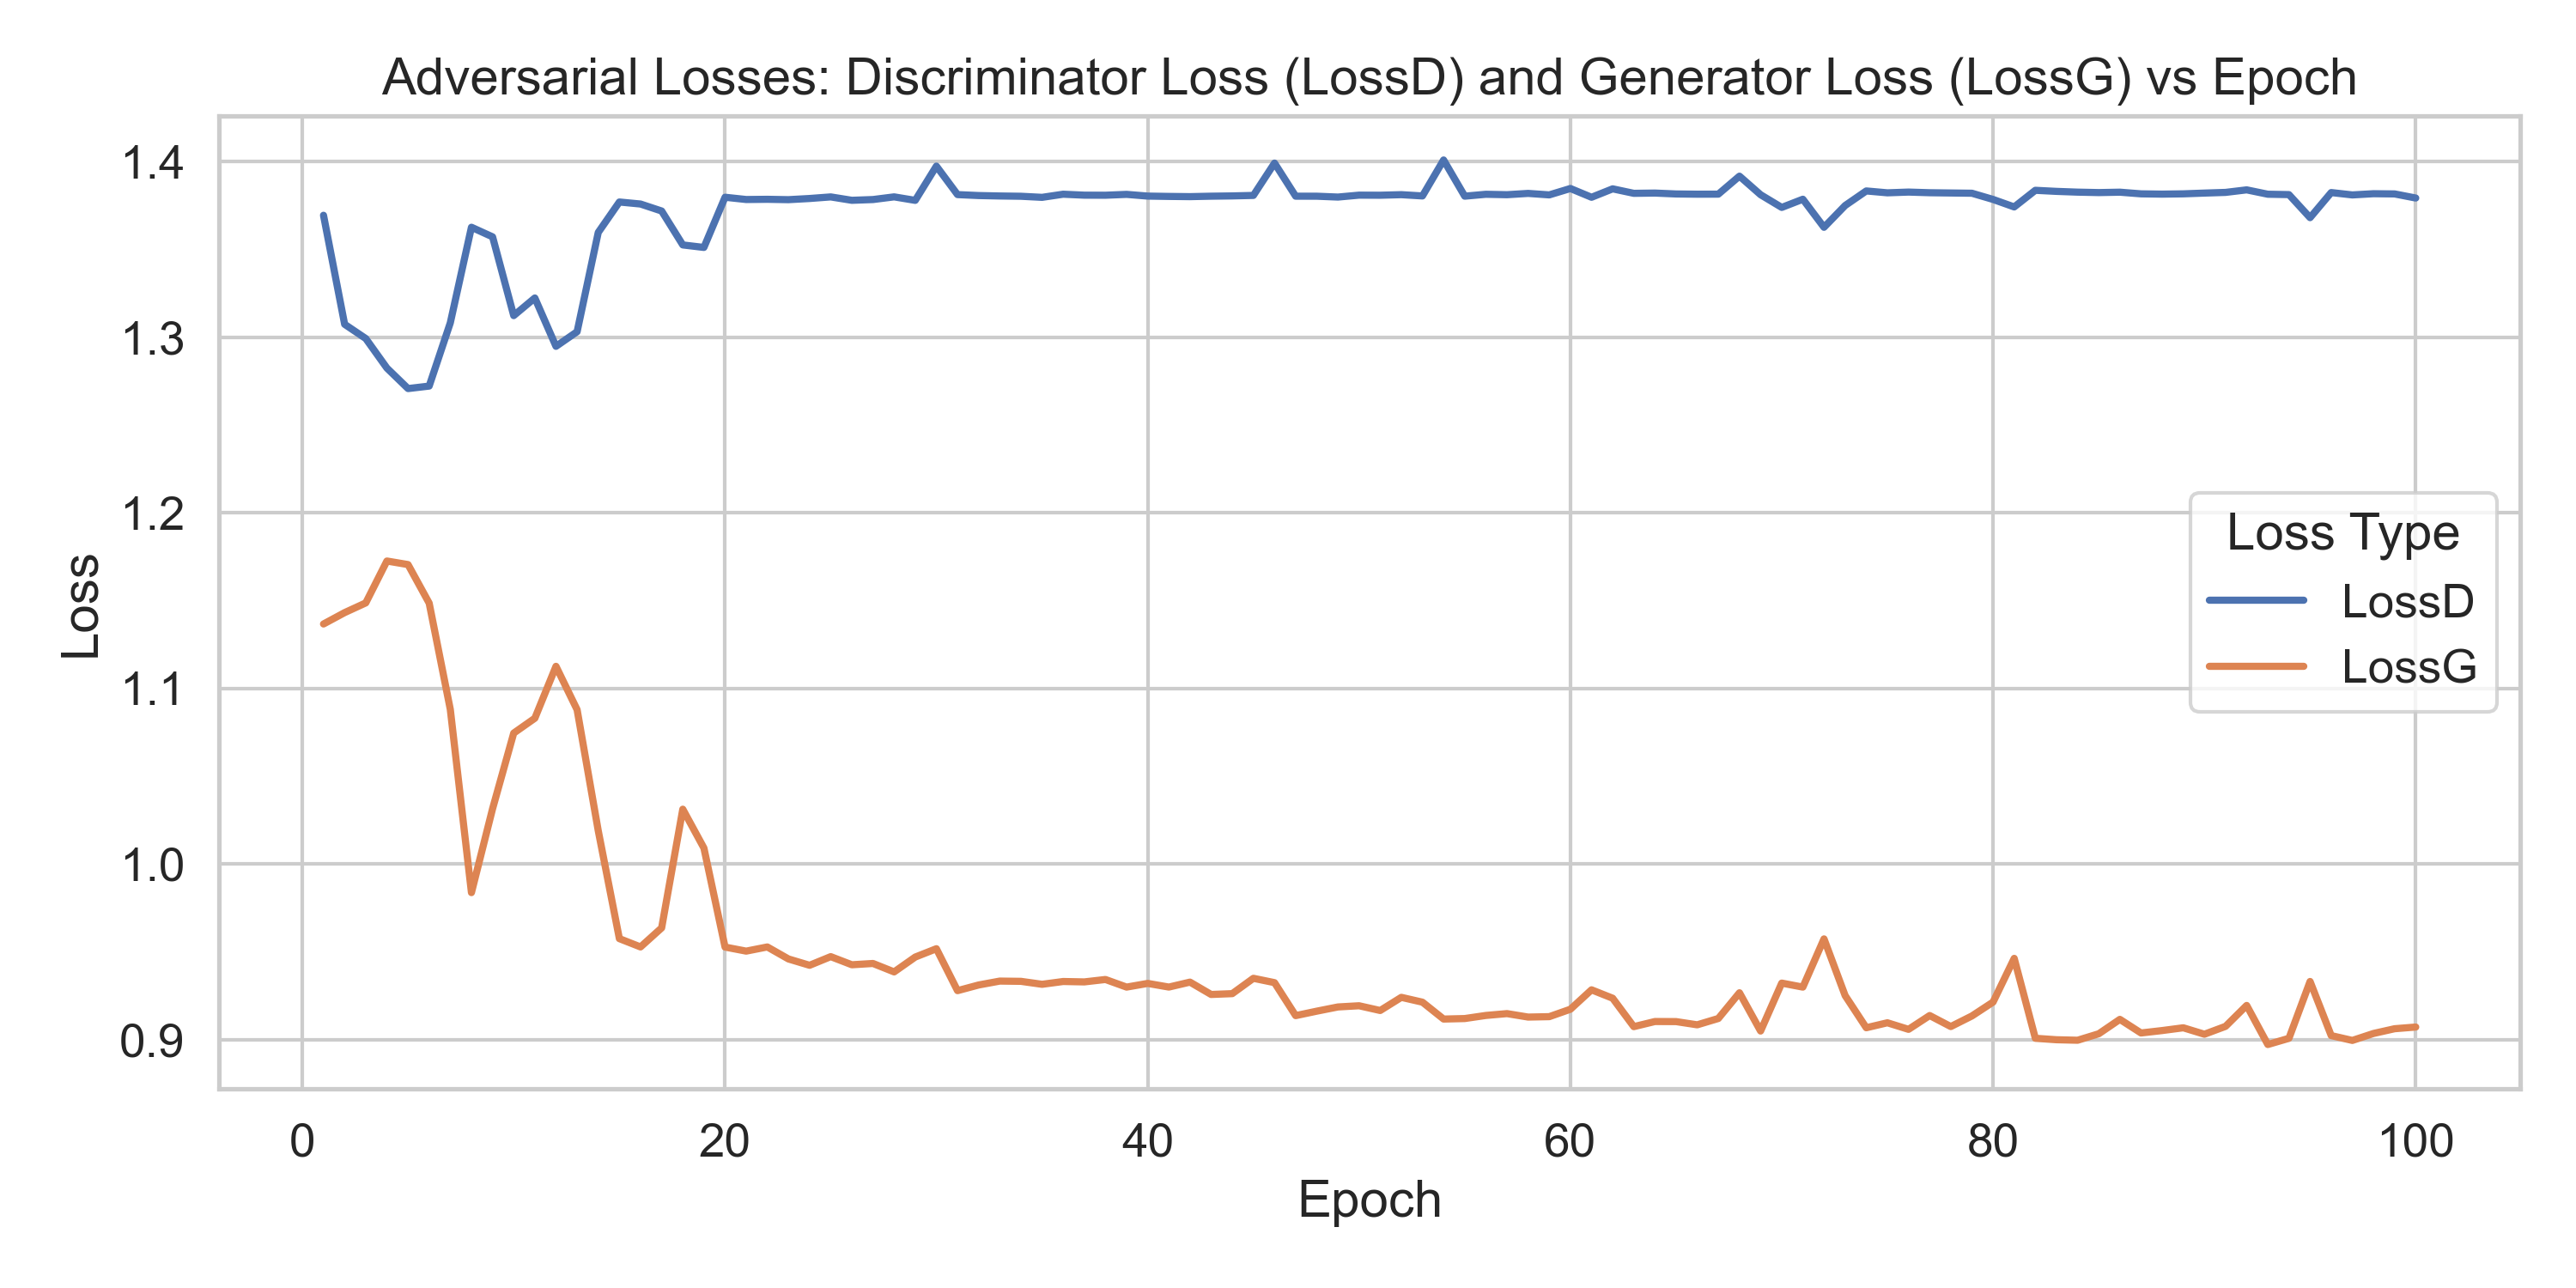 Adversarial Losses: Discriminator Loss (LossD) and Generator Loss (LossG) vs Epoch
1.4
1.3
1.2
1.1
1.0
0.9
Loss
Loss Type
LossD
LossG
0 20 40 60 80 100
Epoch